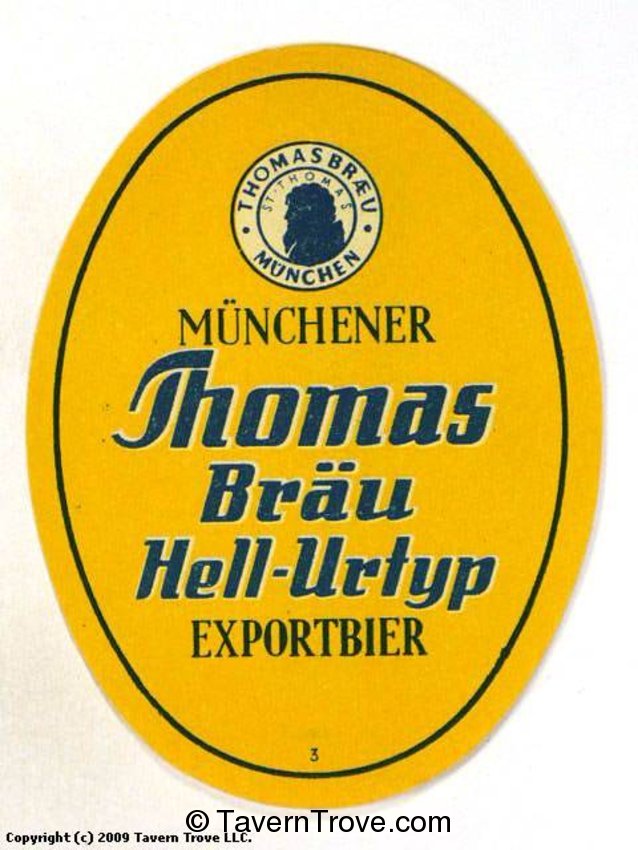 THOMASBRÆU
ST·THOMAS
MÜNCHEN
MÜNCHENER
Thomas
Bräu
Hell-Urtyp
EXPORTBIER
3
© TavernTrove.com
Copyright (c) 2009 Tavern Trove LLC.